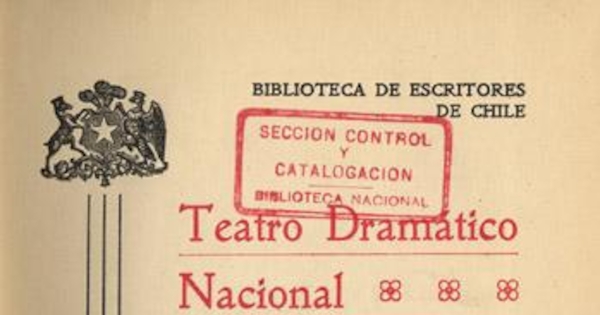 BIBLIOTECA DE ESCRITORES
DE CHILE
SECCION CONTROL
Y
CATALOGACION
BIBLIOTECA NACIONAL
Teatro Dramático
Nacional